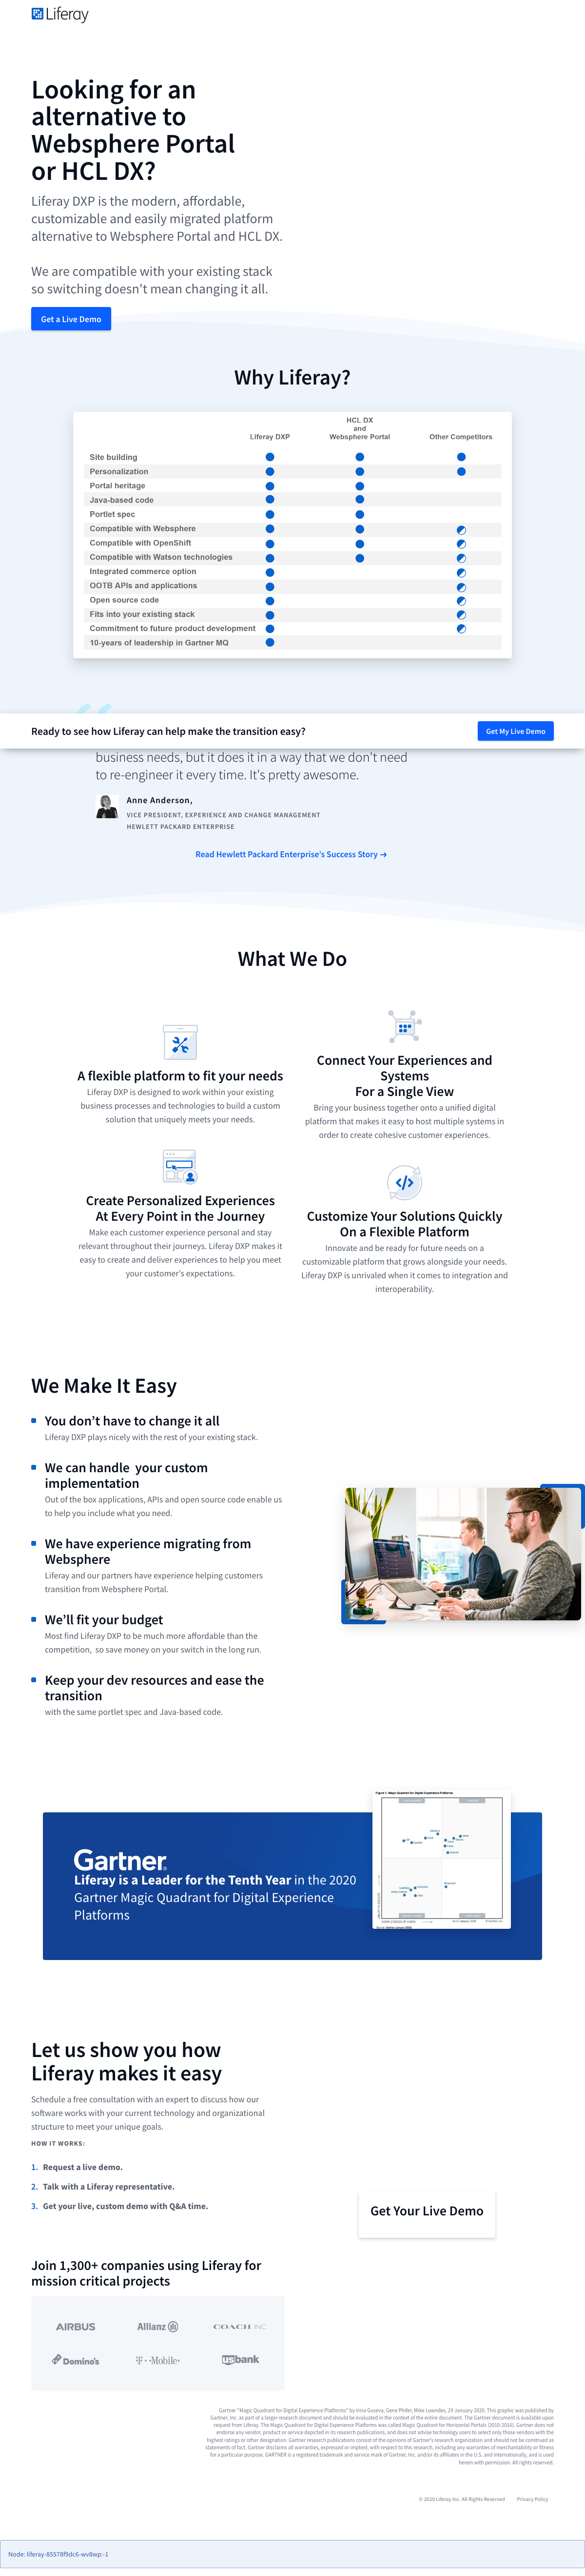 Liferay
Looking for an
alternative to
Websphere Portal
or HCL DX?
Liferay DXP is the modern, affordable,
customizable and easily migrated platform
alternative to Websphere Portal and HCL DX.
We are compatible with your existing stack
so switching doesn't mean changing it all.
Get a Live Demo
Why Liferay?
HCL DX
and
Liferay DXP Websphere Portal Other Competitors
Site building
Personalization
Portal heritage
Java-based code
Portlet spec
Compatible with Websphere
Compatible with OpenShift
Compatible with Watson technologies
Integrated commerce option
OOTB APIs and applications
Open source code
Fits into your existing stack
Commitment to future product development
10-years of leadership in Gartner MQ
Ready to see how Liferay can help make the transition easy?
Get My Live Demo
business needs, but it does it in a way that we don't need
to re-engineer it every time. It's pretty awesome.
Anne Anderson,
VICE PRESIDENT, EXPERIENCE AND CHANGE MANAGEMENT
HEWLETT PACKARD ENTERPRISE
Read Hewlett Packard Enterprise's Success Story →
What We Do
A flexible platform to fit your needs
Liferay DXP is designed to work within your existing
business processes and technologies to build a custom
solution that uniquely meets your needs.
Connect Your Experiences and
Systems
For a Single View
Bring your business together onto a unified digital
platform that makes it easy to host multiple systems in
order to create cohesive customer experiences.
Create Personalized Experiences
At Every Point in the Journey
Make each customer experience personal and stay
relevant throughout their journeys. Liferay DXP makes it
easy to create and deliver experiences to help you meet
your customer's expectations.
Customize Your Solutions Quickly
On a Flexible Platform
Innovate and be ready for future needs on a
customizable platform that grows alongside your needs.
Liferay DXP is unrivaled when it comes to integration and
interoperability.
We Make It Easy
You don't have to change it all
Liferay DXP plays nicely with the rest of your existing stack.
We can handle your custom
implementation
Out of the box applications, APIs and open source code enable us
to help you include what you need.
We have experience migrating from
Websphere
Liferay and our partners have experience helping customers
transition from Websphere Portal.
We'll fit your budget
Most find Liferay DXP to be much more affordable than the
competition, so save money on your switch in the long run.
Keep your dev resources and ease the
transition
with the same portlet spec and Java-based code.
Figure 1. Magic Quadrant for Digital Experience Platforms
Gartner
Liferay is a Leader for the Tenth Year in the 2020
Gartner Magic Quadrant for Digital Experience
Platforms
Let us show you how
Liferay makes it easy
Schedule a free consultation with an expert to discuss how our
software works with your current technology and organizational
structure to meet your unique goals.
HOW IT WORKS:
1. Request a live demo.
2. Talk with a Liferay representative.
3. Get your live, custom demo with Q&A time.
Get Your Live Demo
Join 1,300+ companies using Liferay for
mission critical projects
AIRBUS Allianz COACH INC
Domino's T··Mobile· usbank
Gartner "Magic Quadrant for Digital Experience Platforms" by Irina Guseva, Gene Phifer, Mike Lowndes, 29 January 2020. This graphic was published by
Gartner, Inc. as part of a larger research document and should be evaluated in the context of the entire document. The Gartner document is available upon
request from Liferay. The Magic Quadrant for Digital Experience Platforms was called Magic Quadrant for Horizontal Portals (2010-2016). Gartner does not
endorse any vendor, product or service depicted in its research publications, and does not advise technology users to select only those vendors with the
highest ratings or other designation. Gartner research publications consist of the opinions of Gartner's research organization and should not be construed as
statements of fact. Gartner disclaims all warranties, expressed or implied, with respect to this research, including any warranties of merchantability or fitness
for a particular purpose. GARTNER is a registered trademark and service mark of Gartner, Inc. and/or its affiliates in the U.S. and internationally, and is used
herein with permission. All rights reserved.
© 2020 Liferay Inc. All Rights Reserved Privacy Policy
Node: liferay-85578f9dc6-wv8wp:-1